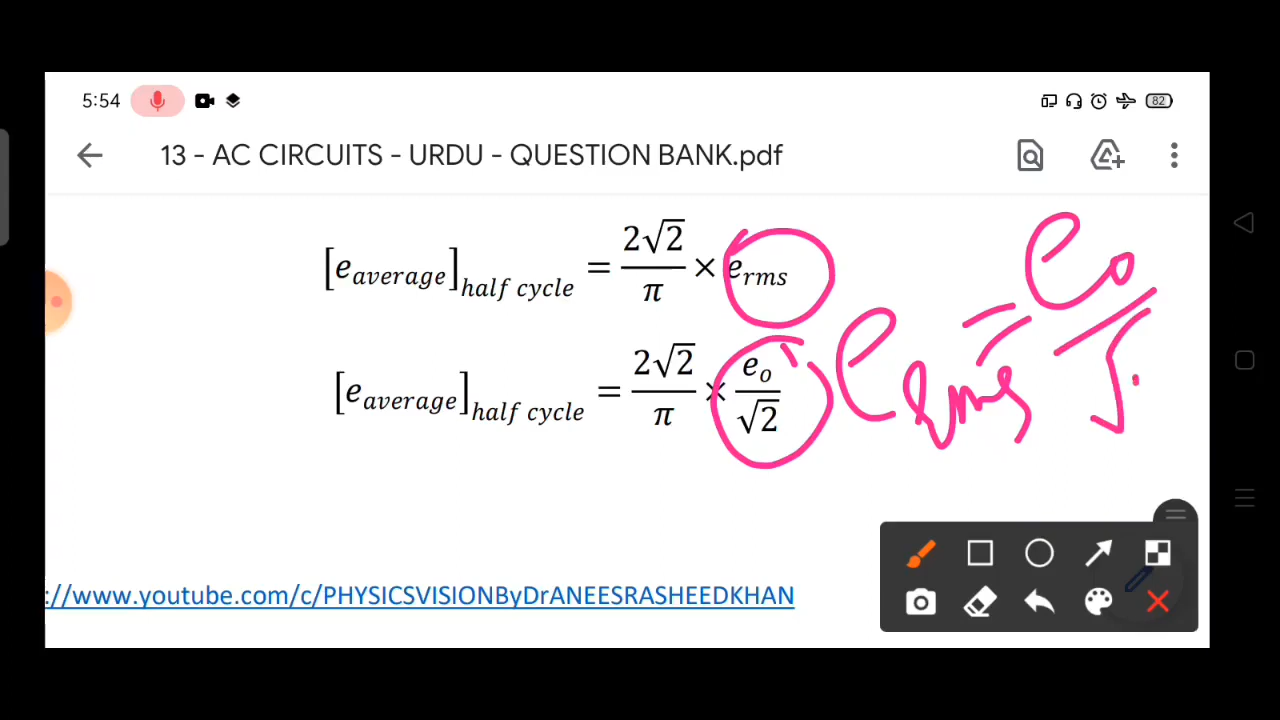 5:54 82
13 - AC CIRCUITS - URDU - QUESTION BANK.pdf
[e_average]_half cycle = 2√2/π × e_rms
[e_average]_half cycle = 2√2/π × e_o/√2
e_rms = e_o/√
://www.youtube.com/c/PHYSICSVISIONByDrANEESRASHEEDKHAN